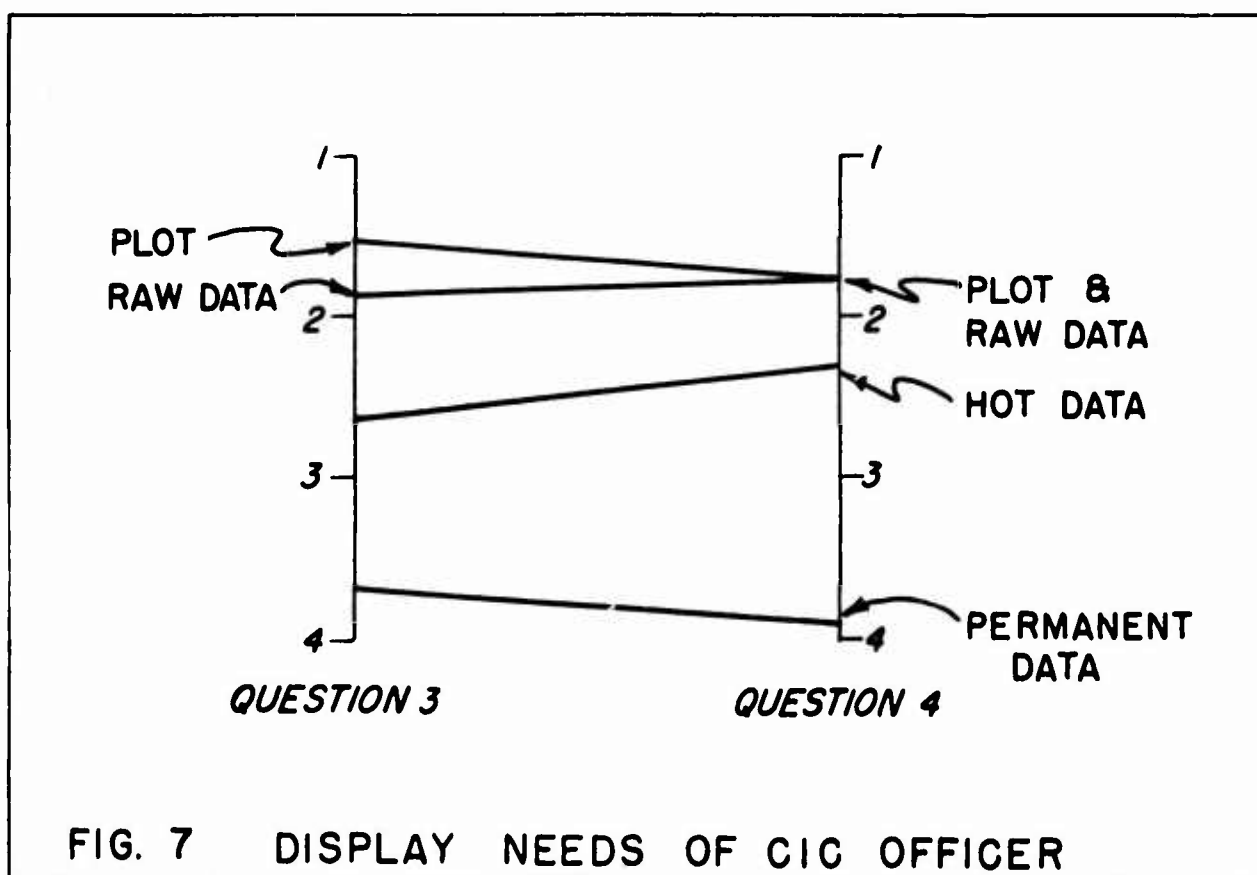 1
1
PLOT
RAW DATA
PLOT &
RAW DATA
2
2
HOT DATA
3
3
4
4
PERMANENT
DATA
QUESTION 3
QUESTION 4
FIG. 7 DISPLAY NEEDS OF CIC OFFICER